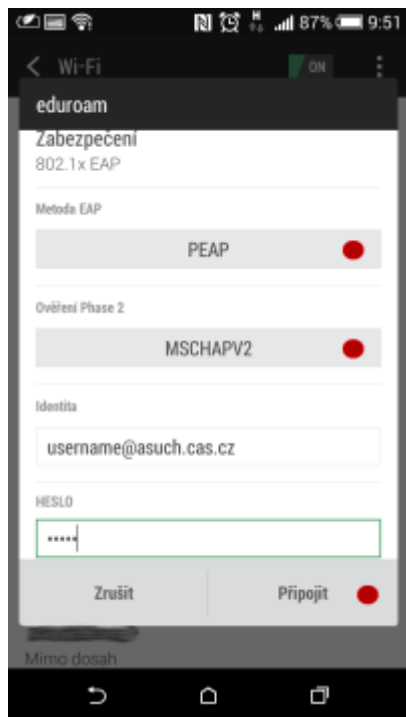 87% 9:51
Wi-Fi ON
eduroam
Zabezpečení
802.1x EAP
Metoda EAP
PEAP
Ověření Phase 2
MSCHAPV2
Identita
username@asuch.cas.cz
HESLO
•••••
Zrušit Připojit
Mimo dosah